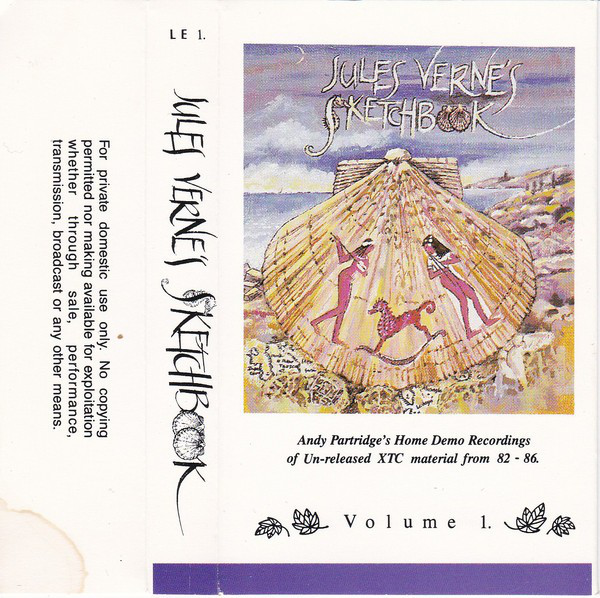 For private domestic use only. No copying
permitted nor making available for exploitation
whether through sale, performance,
transmission, broadcast or any other means.
LE 1.
JULES VERNE'S SKETCHBOOK
JULES VERNE'S
SKETCHBOOK
Andy Partridge's Home Demo Recordings
of Un-released XTC material from 82 - 86.
Volume 1.